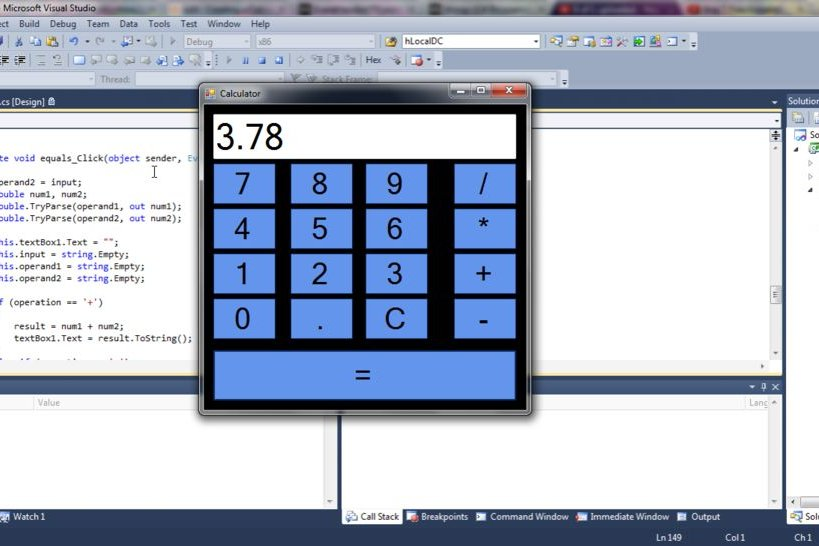 Microsoft Visual Studio
ect Build Debug Team Data Tools Test Window Help
Debug x86 hLocalDC
Hex
Thread: Stack Frame:
.cs [Design]
Solution
Calculator
3.78
7 8 9 /
4 5 6 *
1 2 3 +
0 . C -
=
te void equals_Click(object sender, Ev
perand2 = input;
ouble num1, num2;
ouble.TryParse(operand1, out num1);
ouble.TryParse(operand2, out num2);
his.textBox1.Text = "";
his.input = string.Empty;
his.operand1 = string.Empty;
his.operand2 = string.Empty;
f (operation == '+')
result = num1 + num2;
textBox1.Text = result.ToString();
Value
Lang
Watch 1
Call Stack Breakpoints Command Window Immediate Window Output
Solu
Ln 149 Col 1 Ch 1